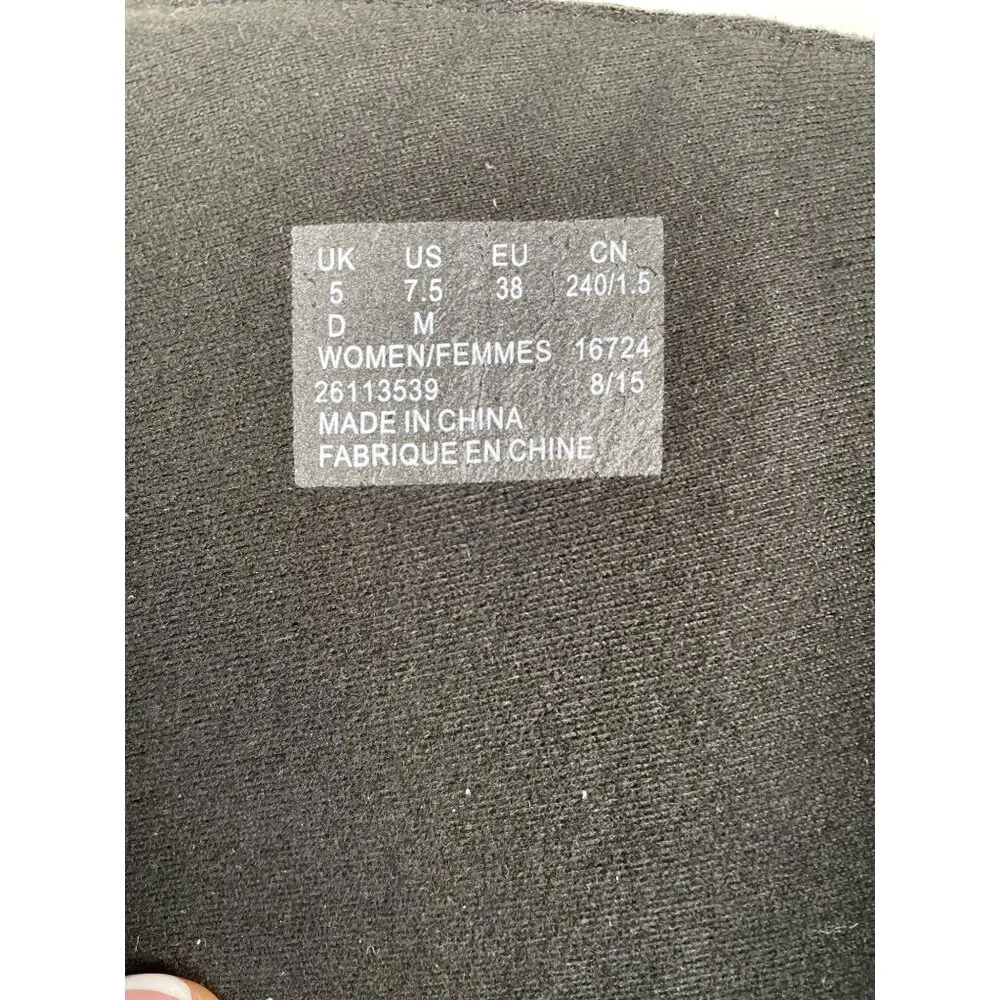 UK US EU CN
5 7.5 38 240/1.5
D M
WOMEN/FEMMES 16724
26113539 8/15
MADE IN CHINA
FABRIQUE EN CHINE